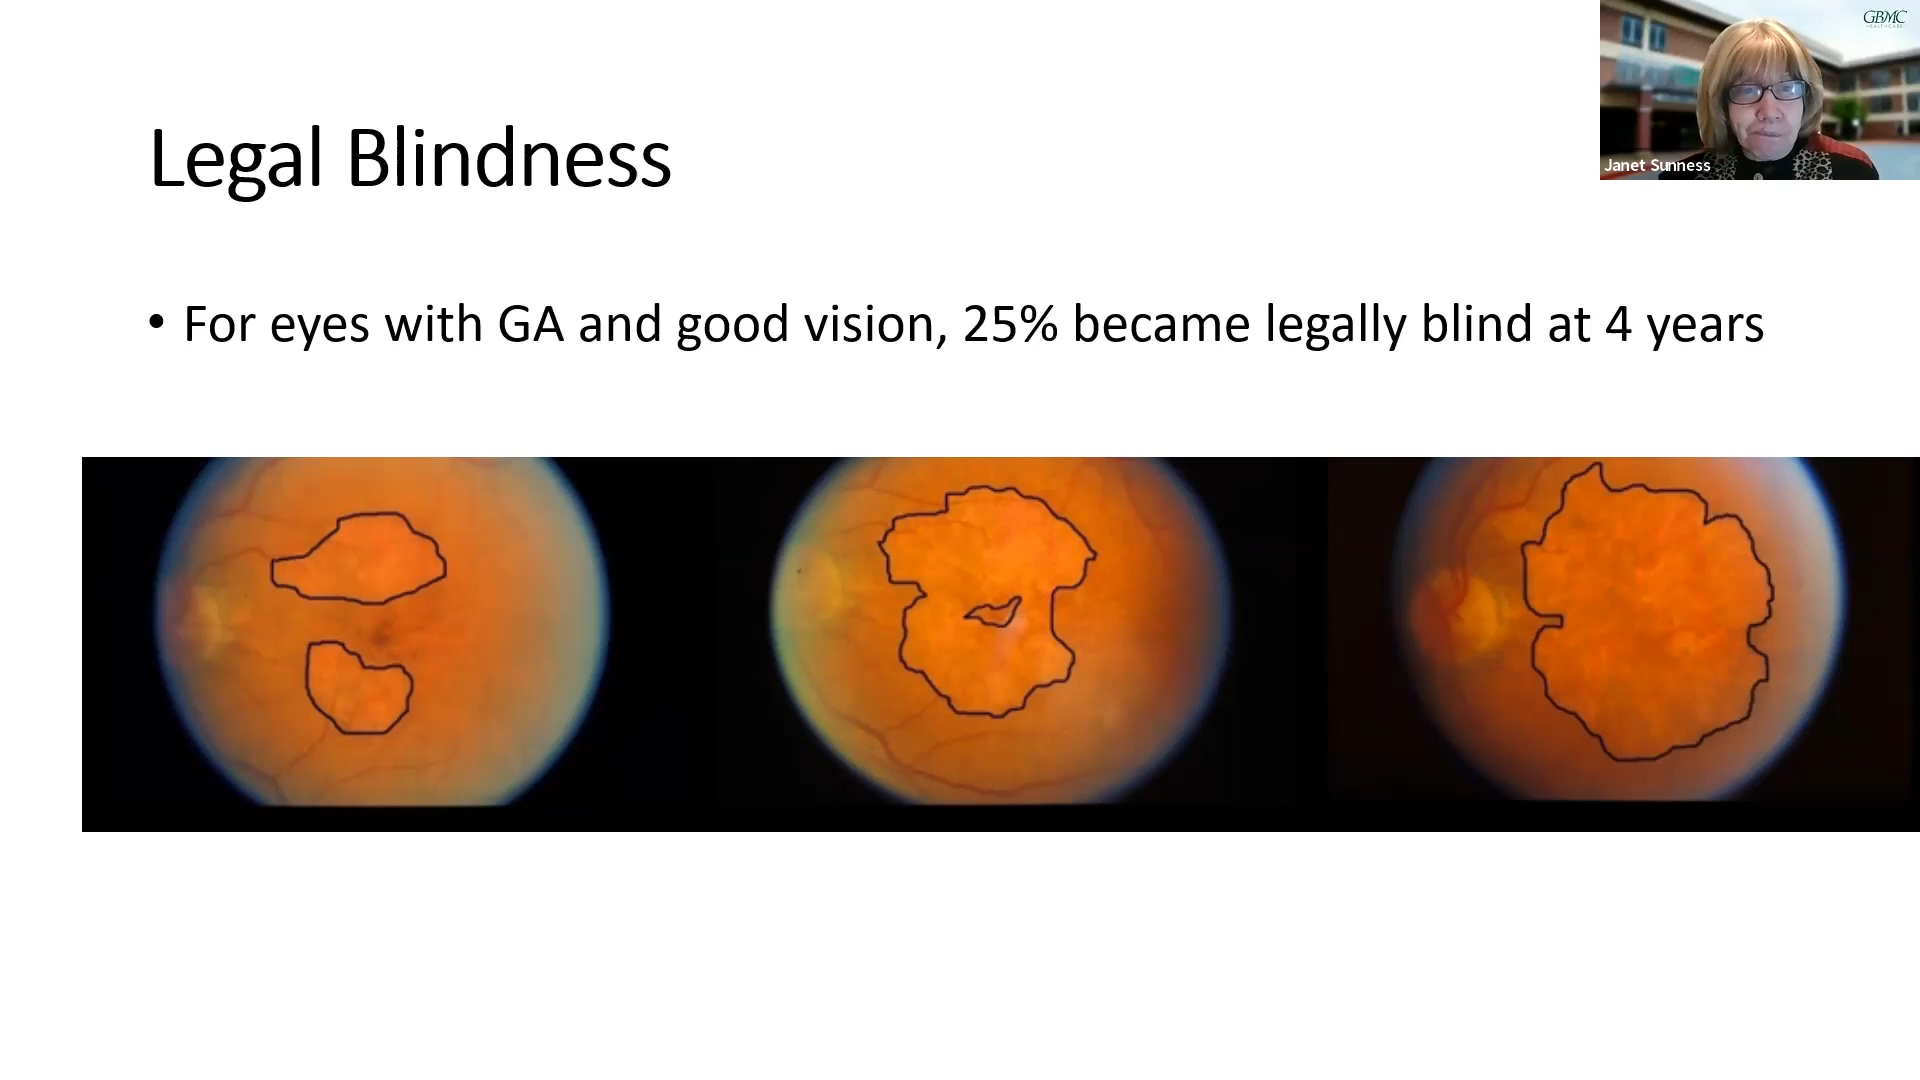 GBMC
HEALTHCARE
Janet Sunness
Legal Blindness
• For eyes with GA and good vision, 25% became legally blind at 4 years